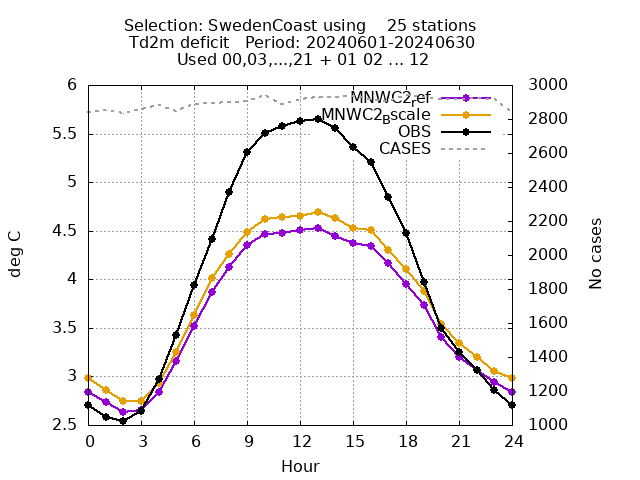 Selection: SwedenCoast using    25 stations
Td2m deficit   Period: 20240601-20240630
Used 00,03,...,21 + 01 02 ... 12
MNWC2ref
MNWC2Bscale
OBS
CASES
deg C
6
5.5
5
4.5
4
3.5
3
2.5
3000
2800
2600
2400
2200
2000
1800
1600
1400
1200
1000
No cases
0 3 6 9 12 15 18 21 24
Hour